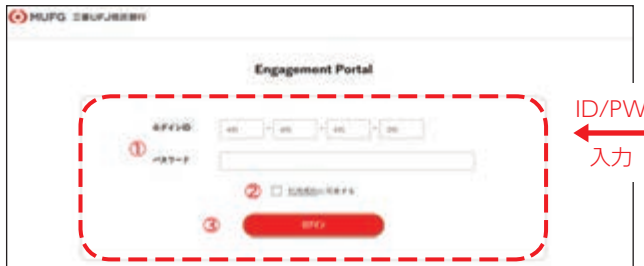 MUFG 三菱UFJ信託銀行
Engagement Portal
ID/PW
ログインID
① パスワード
入力
② 利用規約に同意する
③ ログイン